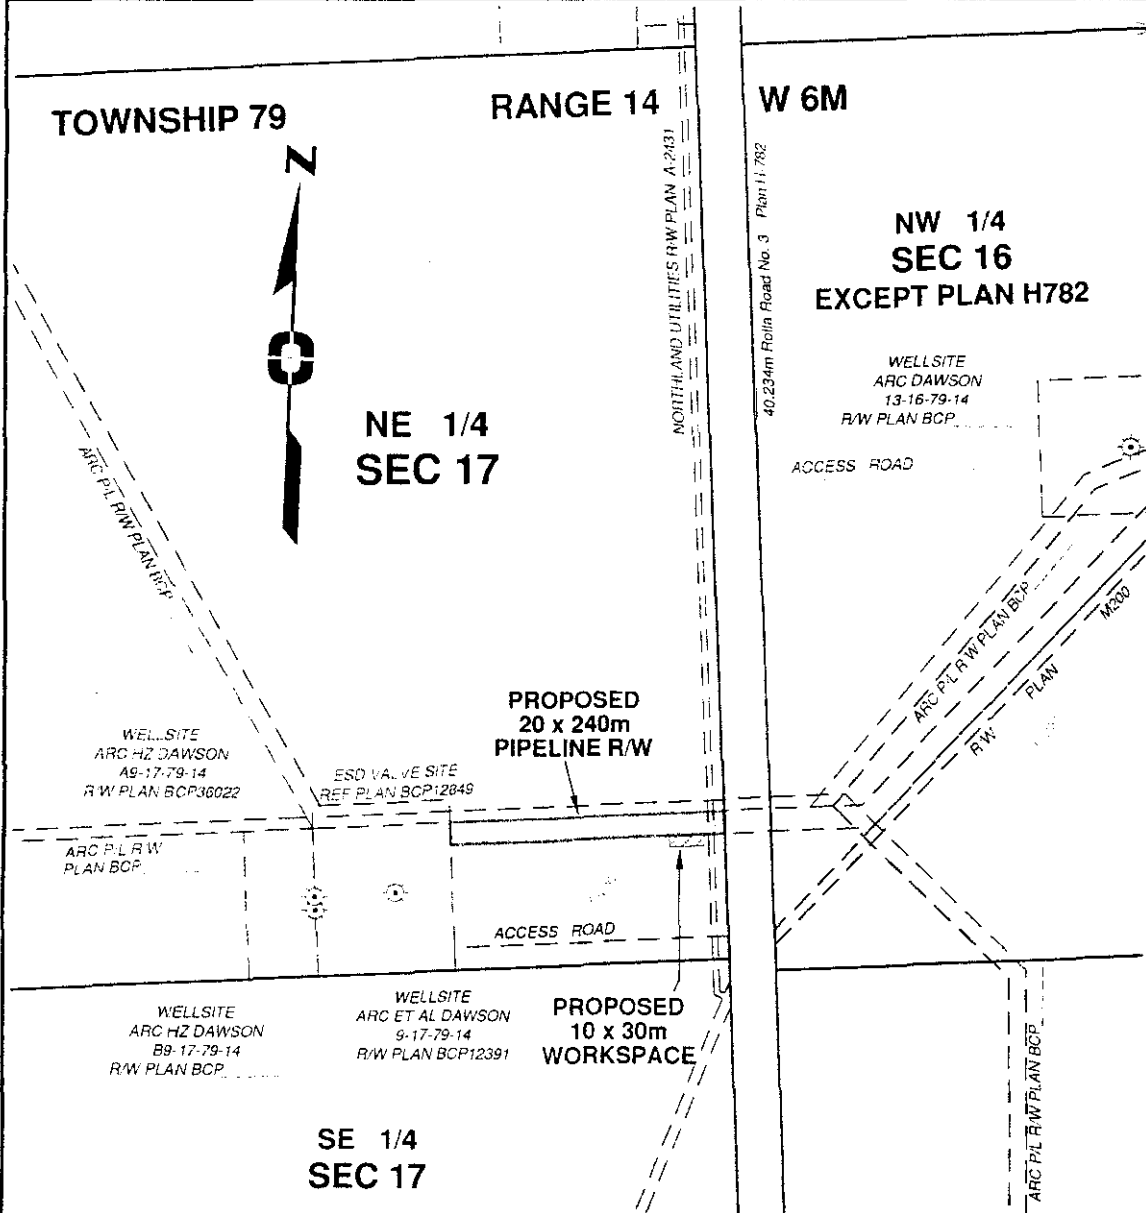 TOWNSHIP 79
RANGE 14
W 6M
N
NORTHLAND UTILITIES R/W PLAN A-2431
40.234m Rolla Road No. 3 Plan H-782
NW 1/4
SEC 16
EXCEPT PLAN H782
WELLSITE
ARC DAWSON
13-16-79-14
R/W PLAN BCP
ACCESS ROAD
NE 1/4
SEC 17
ARC P/L R/W PLAN BCP
ARC P/L R/W PLAN BCP
R/W PLAN M200
PROPOSED
20 x 240m
PIPELINE R/W
WELLSITE
ARC HZ DAWSON
A9-17-79-14
R/W PLAN BCP36022
ESD VALVE SITE
REF PLAN BCP12849
ARC P/L R/W
PLAN BCP
ACCESS ROAD
WELLSITE
ARC HZ DAWSON
B9-17-79-14
R/W PLAN BCP
WELLSITE
ARC ET AL DAWSON
9-17-79-14
R/W PLAN BCP12391
PROPOSED
10 x 30m
WORKSPACE
ARC P/L R/W PLAN BCP
SE 1/4
SEC 17